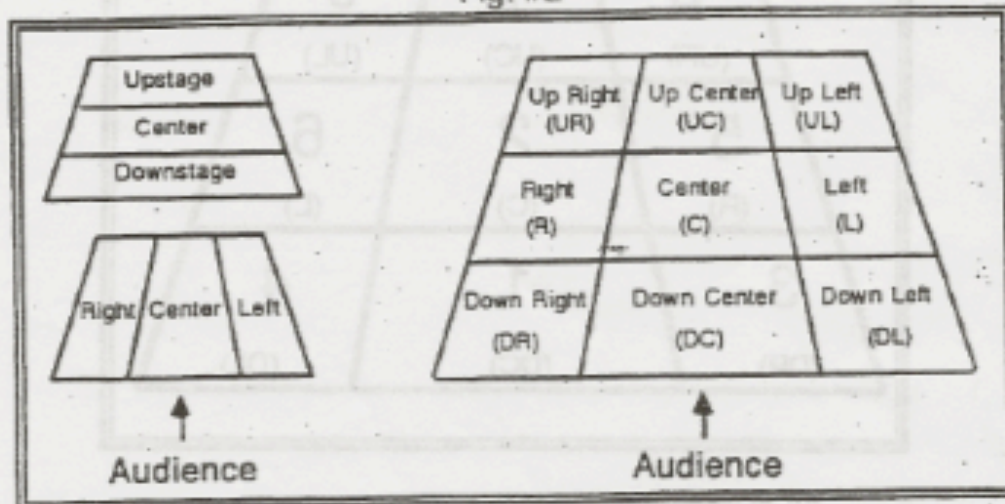 Upstage
Center
Downstage
Right Center Left
Audience
Up Right Up Center Up Left
(UR) (UC) (UL)
Right Center Left
(R) (C) (L)
Down Right Down Center Down Left
(DR) (DC) (DL)
Audience